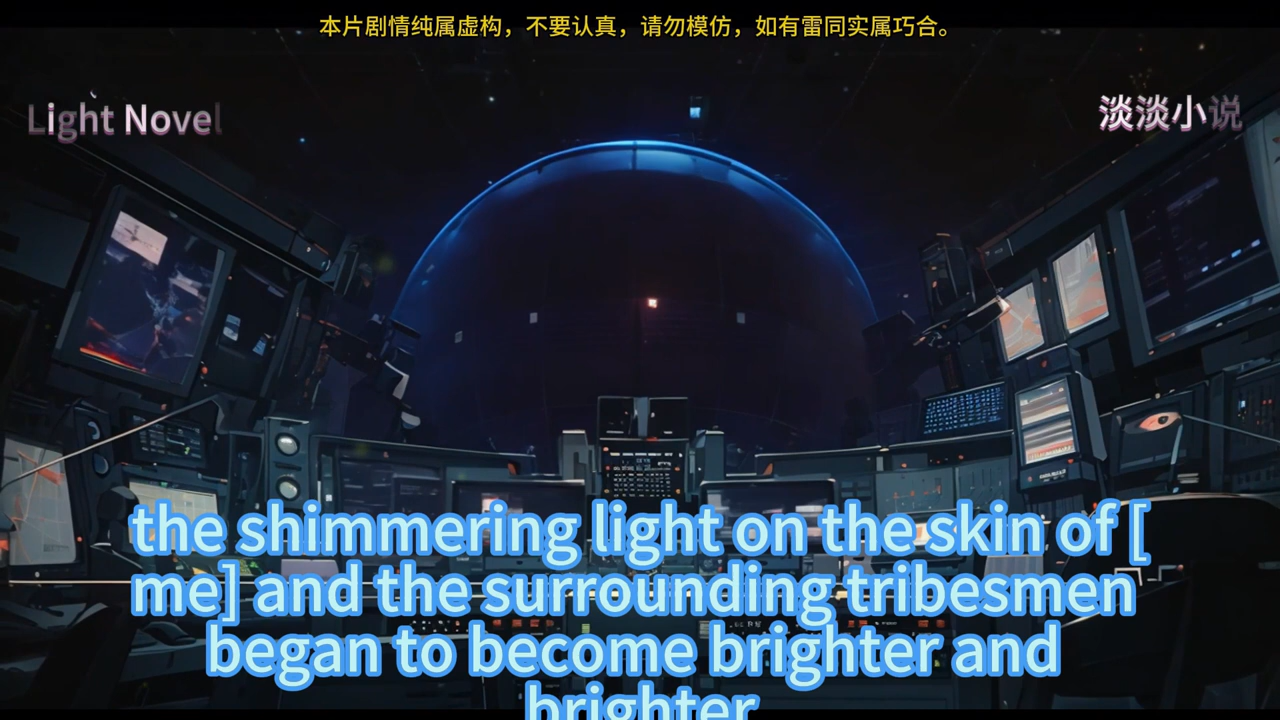 本片剧情纯属虚构，不要认真，请勿模仿，如有雷同实属巧合。
Light Novel
淡淡小说
the shimmering light on the skin of [
me] and the surrounding tribesmen
began to become brighter and
brighter